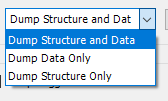 Dump Structure and Dat
Dump Structure and Data
Dump Data Only
Dump Structure Only